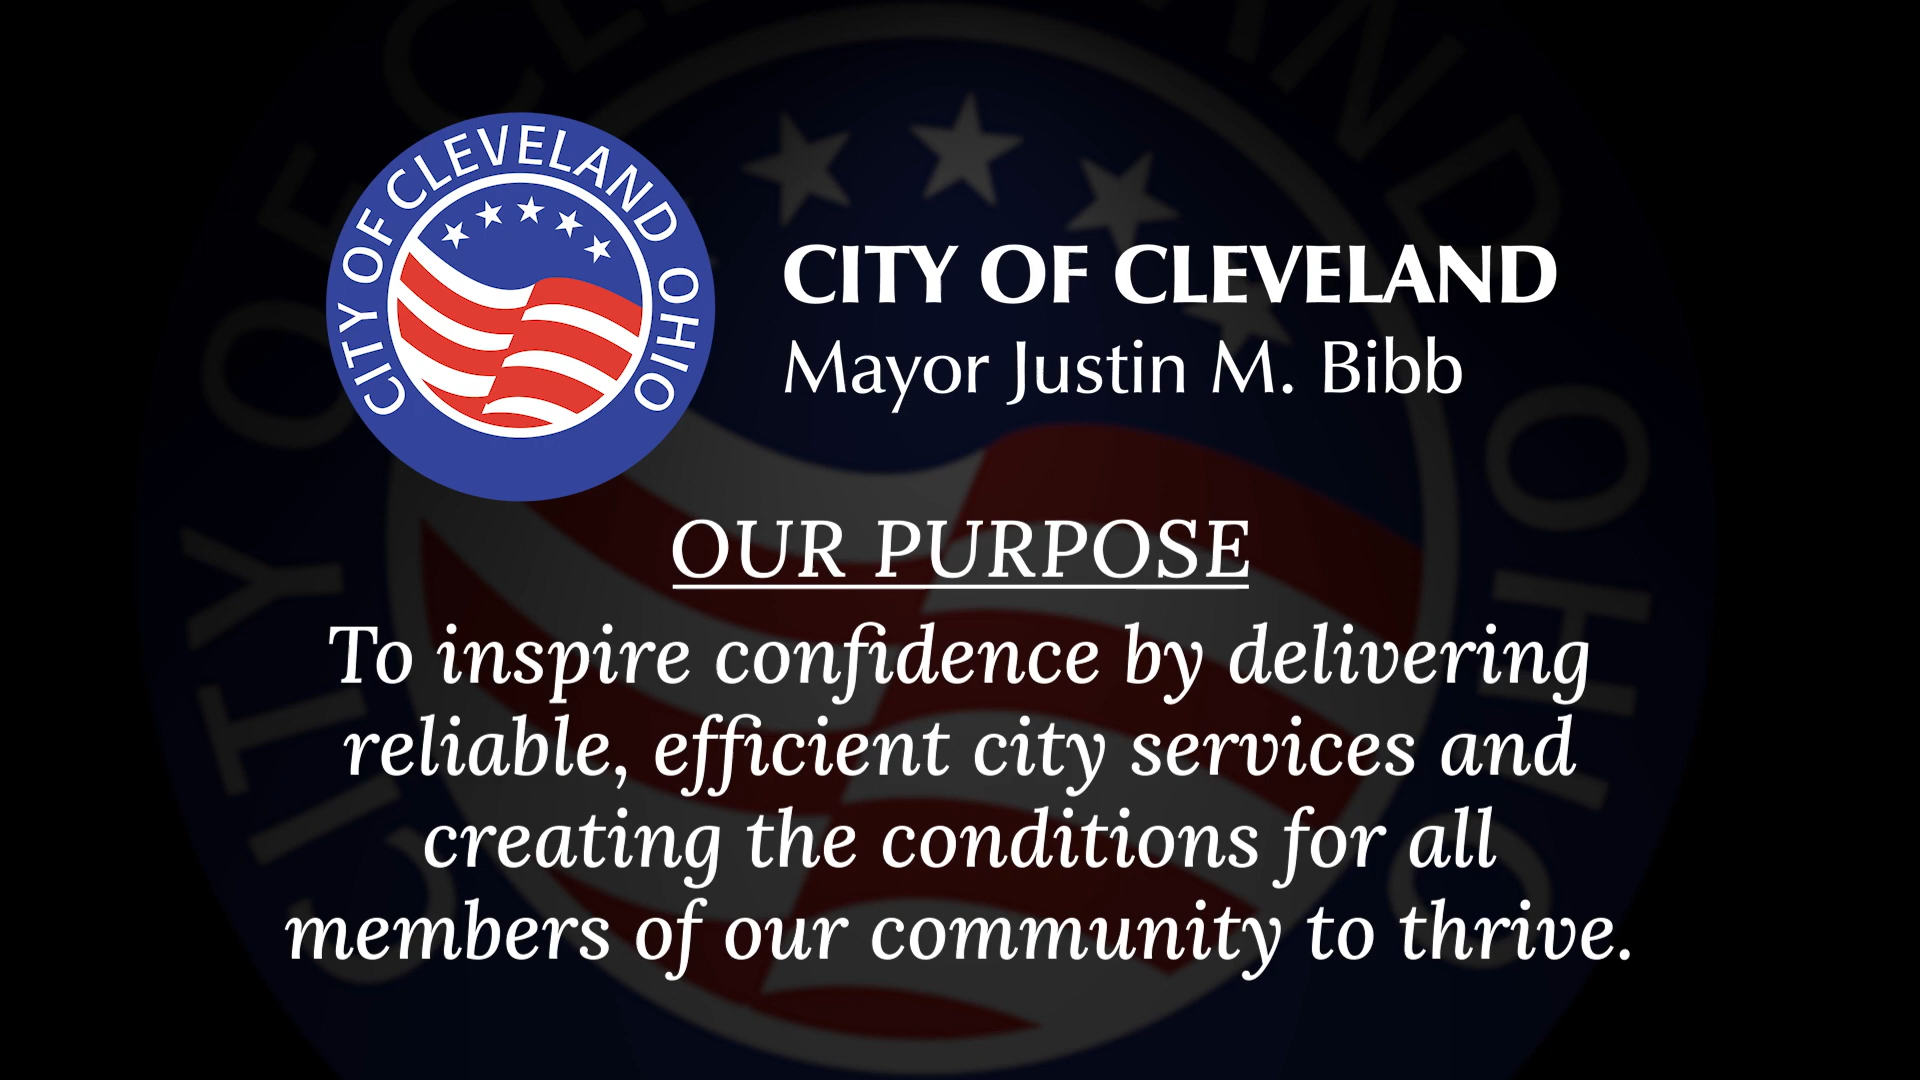 CITY OF CLEVELAND OHIO
CITY OF CLEVELAND
Mayor Justin M. Bibb
OUR PURPOSE
To inspire confidence by delivering
reliable, efficient city services and
creating the conditions for all
members of our community to thrive.